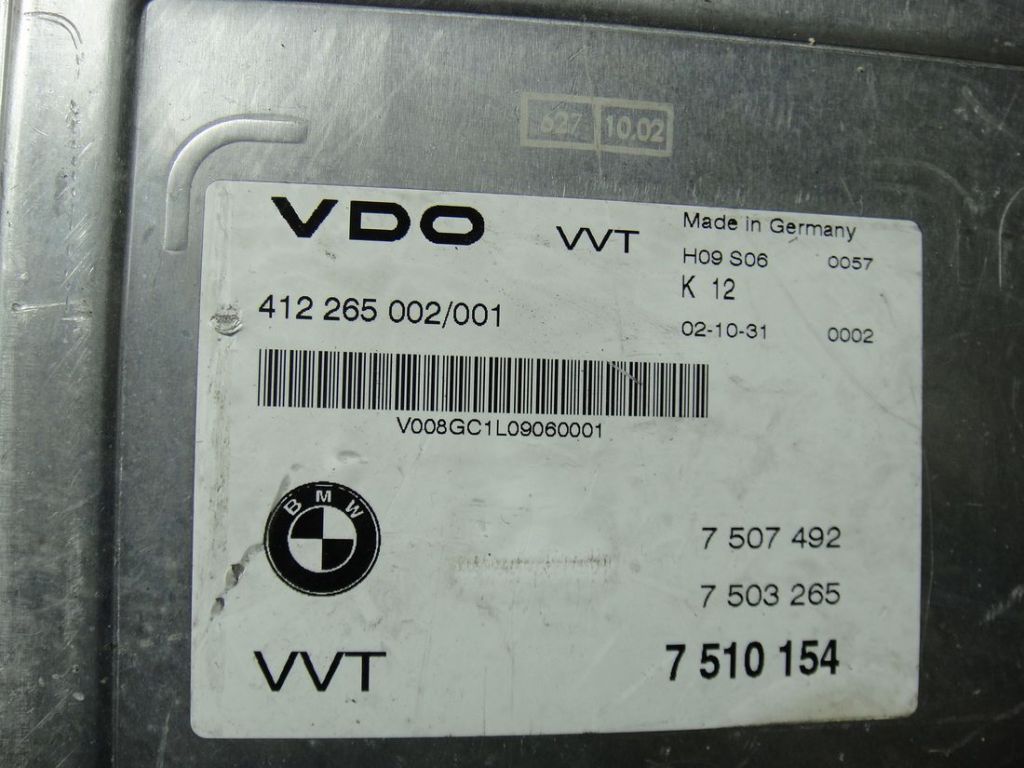 627 10.02
VDO VVT
Made in Germany
H09 S06 0057
K 12
412 265 002/001
02-10-31 0002
V008GC1L09060001
BMW
7 507 492
7 503 265
VVT 7 510 154